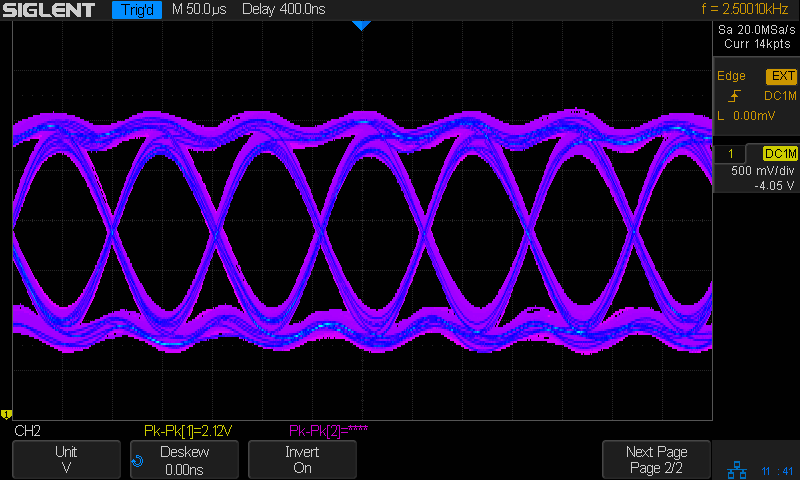 SIGLENT Trig'd M 50.0µs Delay 400.0ns f = 2.50010kHz
Sa 20.0MSa/s
Curr 14kpts
Edge EXT
DC1M
L 0.00mV
1 DC1M
500 mV/div
-4.05 V
1
CH2 Pk-Pk[1]=2.12V Pk-Pk[2]=****
Unit Deskew Invert Next Page
V 0.00ns On Page 2/2
11 : 41